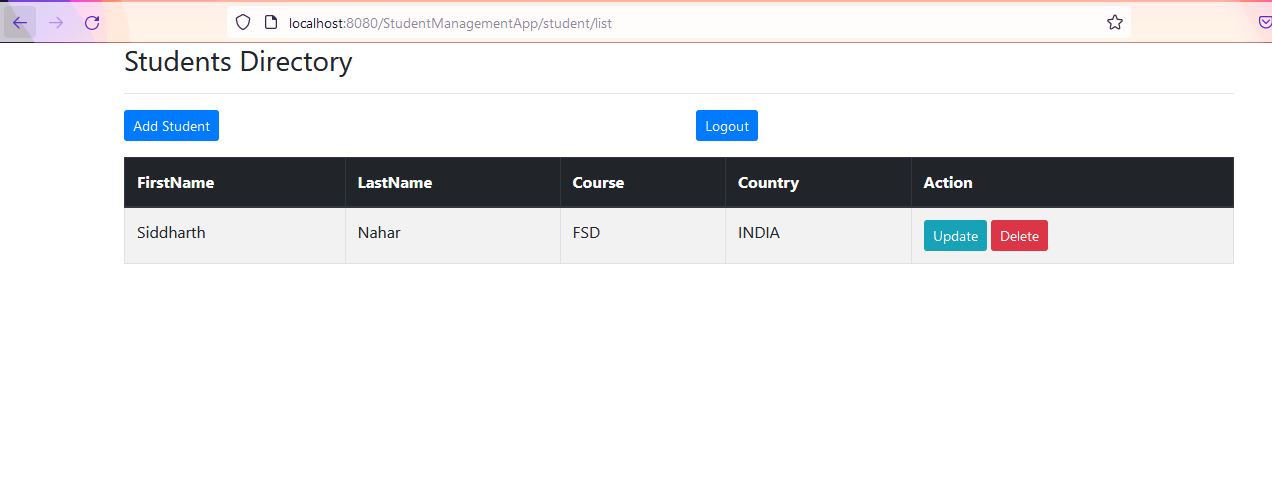 localhost:8080/StudentManagementApp/student/list
Students Directory
Add Student Logout
FirstName LastName Course Country Action
Siddharth Nahar FSD INDIA Update Delete